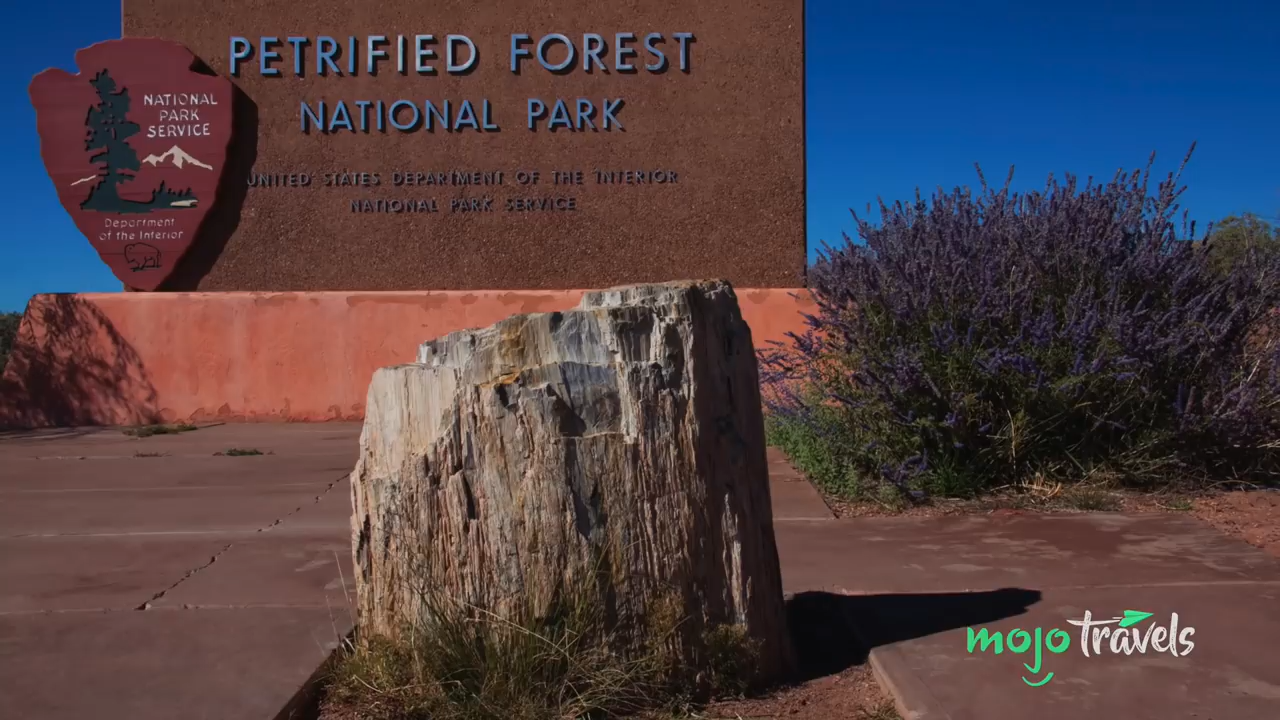 PETRIFIED FOREST
NATIONAL PARK
UNITED STATES DEPARTMENT OF THE INTERIOR
NATIONAL PARK SERVICE
NATIONAL
PARK
SERVICE
Department
of the Interior
mojo travels